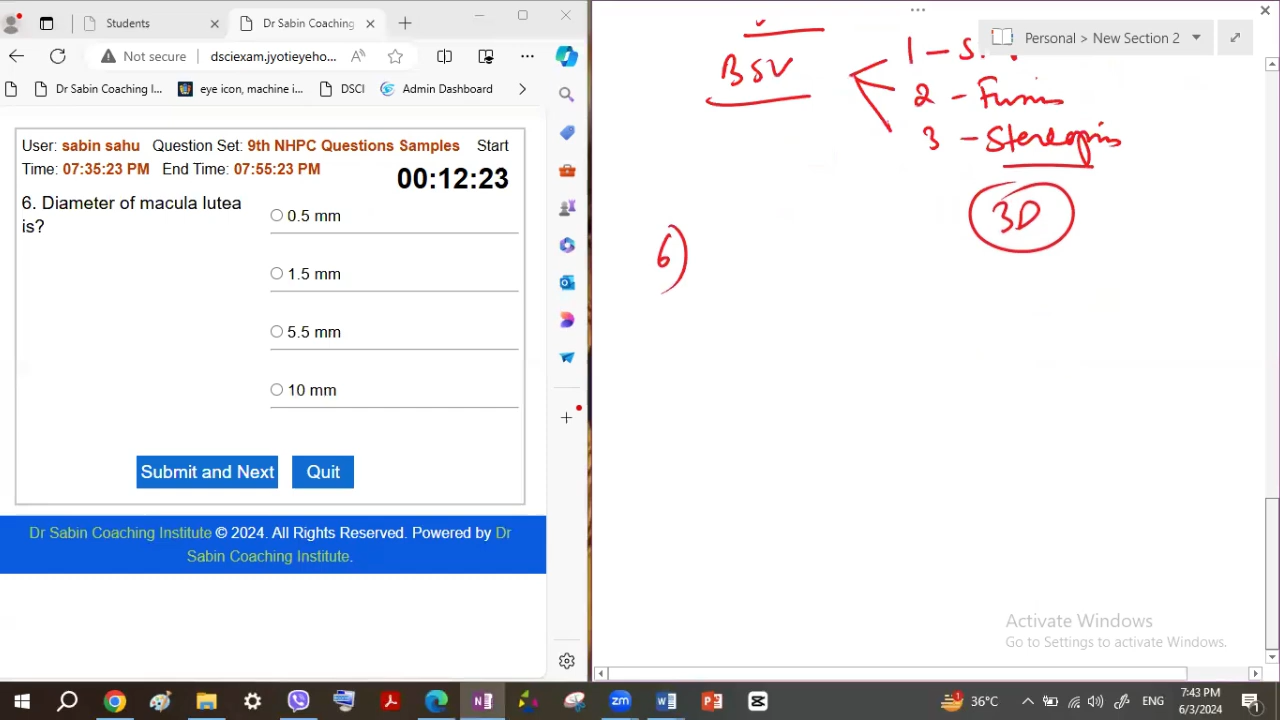 Students
Dr Sabin Coaching
Not secure
dsciexam.jyotieyeho...
Dr Sabin Coaching I...
eye icon, machine i...
DSCI
Admin Dashboard
User: sabin sahu Question Set: 9th NHPC Questions Samples Start
Time: 07:35:23 PM End Time: 07:55:23 PM
00:12:23
6. Diameter of macula lutea
is?
0.5 mm
1.5 mm
5.5 mm
10 mm
Submit and Next
Quit
Dr Sabin Coaching Institute © 2024. All Rights Reserved. Powered by Dr
Sabin Coaching Institute.
Personal > New Section 2
BSV
1 - S.
2 - Fusion
3 - Stereopsis
3D
6)
Activate Windows
Go to Settings to activate Windows.
36°C
ENG
7:43 PM
6/3/2024